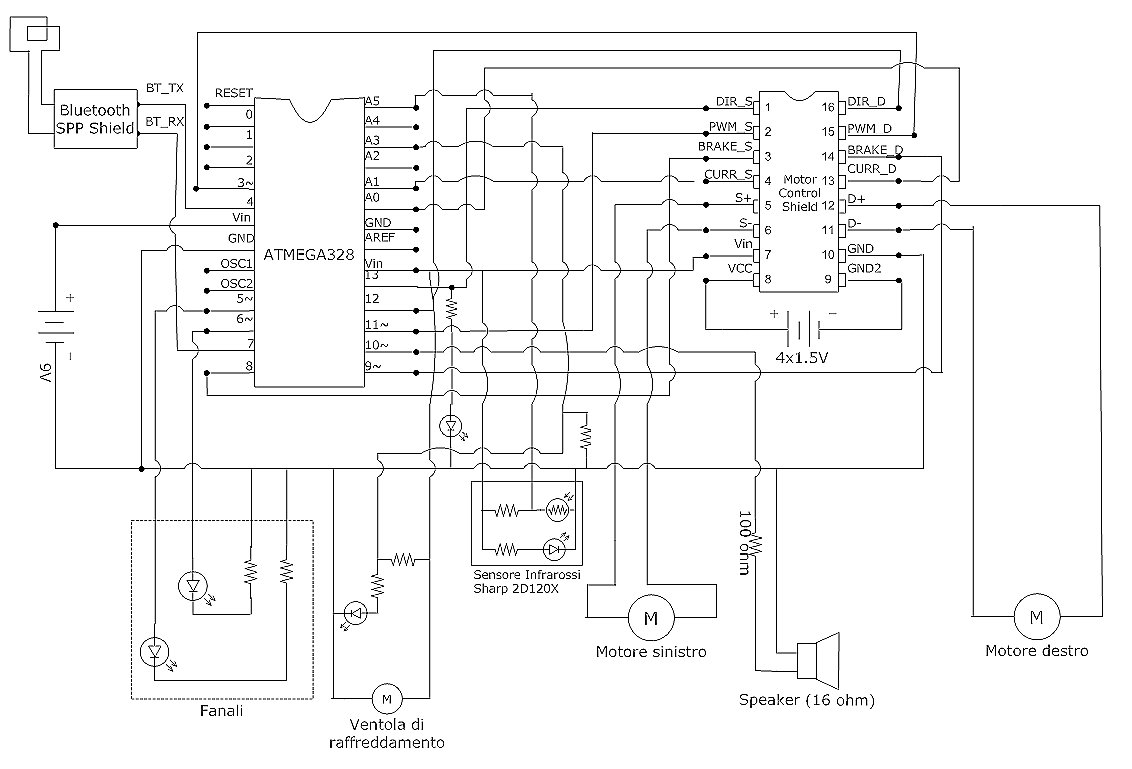 BT_TX
Bluetooth
SPP Shield
BT_RX
RESET
0
1
2
3~
4
Vin
GND
OSC1
OSC2
5~
6~
7
8
ATMEGA328
A5
A4
A3
A2
A1
A0
GND
AREF
Vin
13
12
11~
10~
9~
DIR_S
PWM_S
BRAKE_S
CURR_S
S+
S-
Vin
VCC
1
2
3
4
5
6
7
8
Motor
Control
Shield
16
15
14
13
12
11
10
9
DIR_D
PWM_D
BRAKE_D
CURR_D
D+
D-
GND
GND2
+
-
9V
+
-
4x1.5V
100 ohm
Sensore Infrarossi
Sharp 2D120X
M
Motore sinistro
M
Motore destro
Speaker (16 ohm)
Fanali
M
Ventola di
raffreddamento